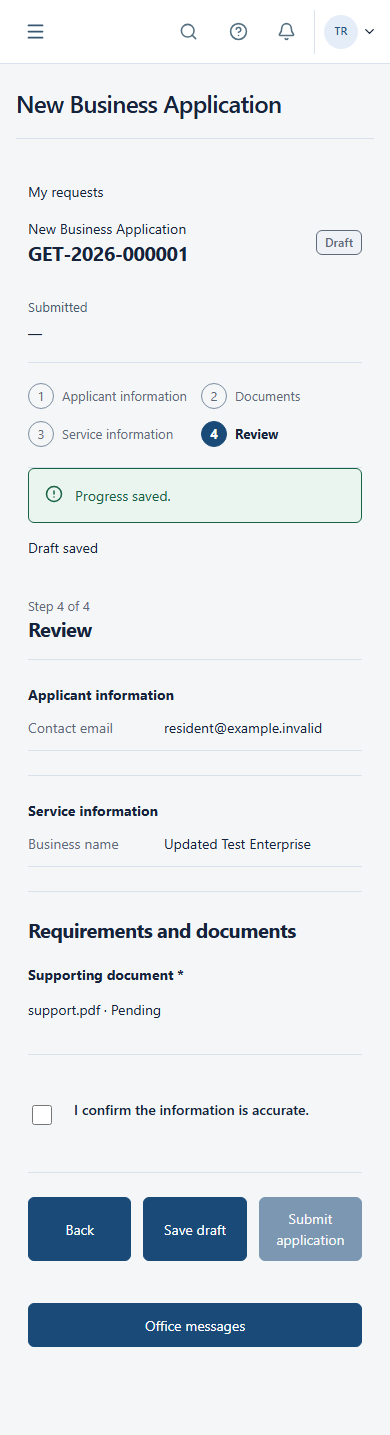 TR
New Business Application
My requests
New Business Application
GET-2026-000001
Draft
Submitted
—
1 Applicant information
2 Documents
3 Service information
4 Review
Progress saved.
Draft saved
Step 4 of 4
Review
Applicant information
Contact email resident@example.invalid
Service information
Business name Updated Test Enterprise
Requirements and documents
Supporting document *
support.pdf · Pending
I confirm the information is accurate.
Back
Save draft
Submit
application
Office messages